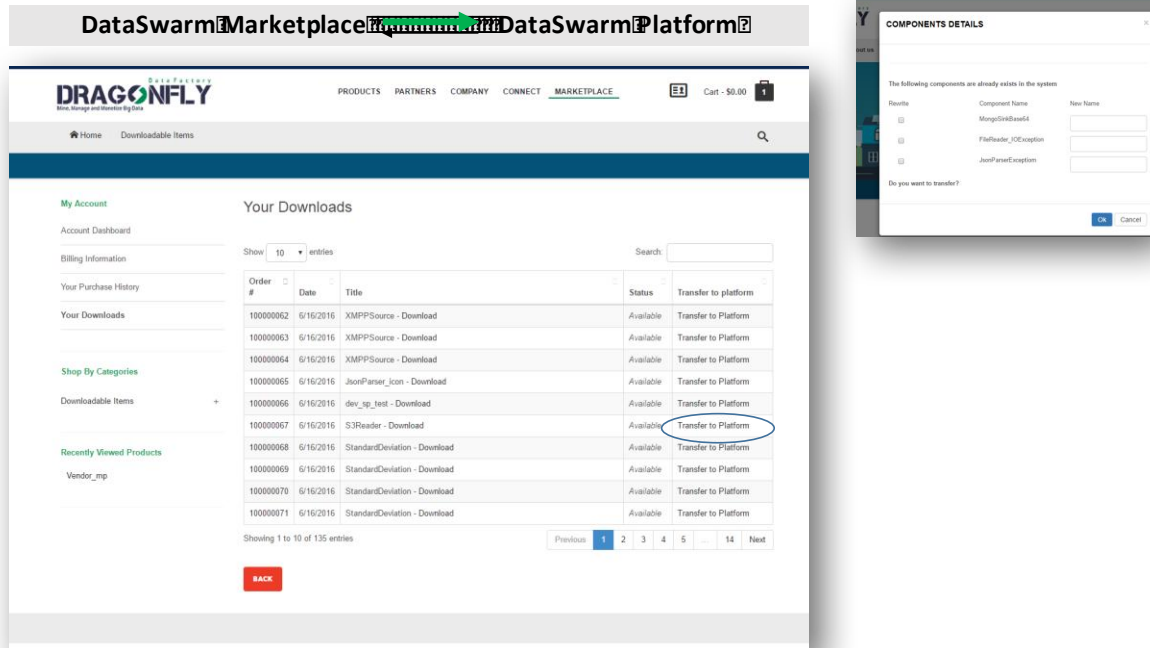 DataSwarm Marketplace DataSwarm Platform
Data Factory
DRAGONFLY
Mine, Manage and Monetize Big Data
PRODUCTS PARTNERS COMPANY CONNECT MARKETPLACE Cart - $0.00 1
Home Downloadable Items
My Account
Account Dashboard
Billing Information
Your Purchase History
Your Downloads
Shop By Categories
Downloadable Items +
Recently Viewed Products
Vendor_mp
Your Downloads
Show 10 entries Search:
Order # Date Title Status Transfer to platform
100000062 6/16/2016 XMPPSource - Download Available Transfer to Platform
100000063 6/16/2016 XMPPSource - Download Available Transfer to Platform
100000064 6/16/2016 XMPPSource - Download Available Transfer to Platform
100000065 6/16/2016 JsonParser_icon - Download Available Transfer to Platform
100000066 6/16/2016 dev_sp_test - Download Available Transfer to Platform
100000067 6/16/2016 S3Reader - Download Available Transfer to Platform
100000068 6/16/2016 StandardDeviation - Download Available Transfer to Platform
100000069 6/16/2016 StandardDeviation - Download Available Transfer to Platform
100000070 6/16/2016 StandardDeviation - Download Available Transfer to Platform
100000071 6/16/2016 StandardDeviation - Download Available Transfer to Platform
Showing 1 to 10 of 135 entries Previous 1 2 3 4 5 ... 14 Next
BACK
Y
out us
COMPONENTS DETAILS ×
The following components are already exists in the system
Rewrite Component Name New Name
MongoSinkBase64
FileReader_IOException
JsonParserException
Do you want to transfer?
Ok Cancel